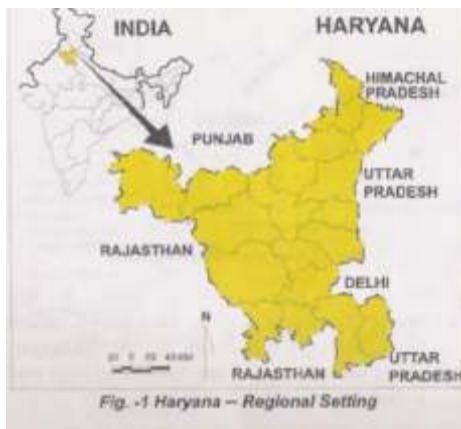 INDIA
HARYANA
HIMACHAL
PRADESH
PUNJAB
UTTAR
PRADESH
RAJASTHAN
DELHI
N
RAJASTHAN
UTTAR
PRADESH
Fig. -1 Haryana – Regional Setting